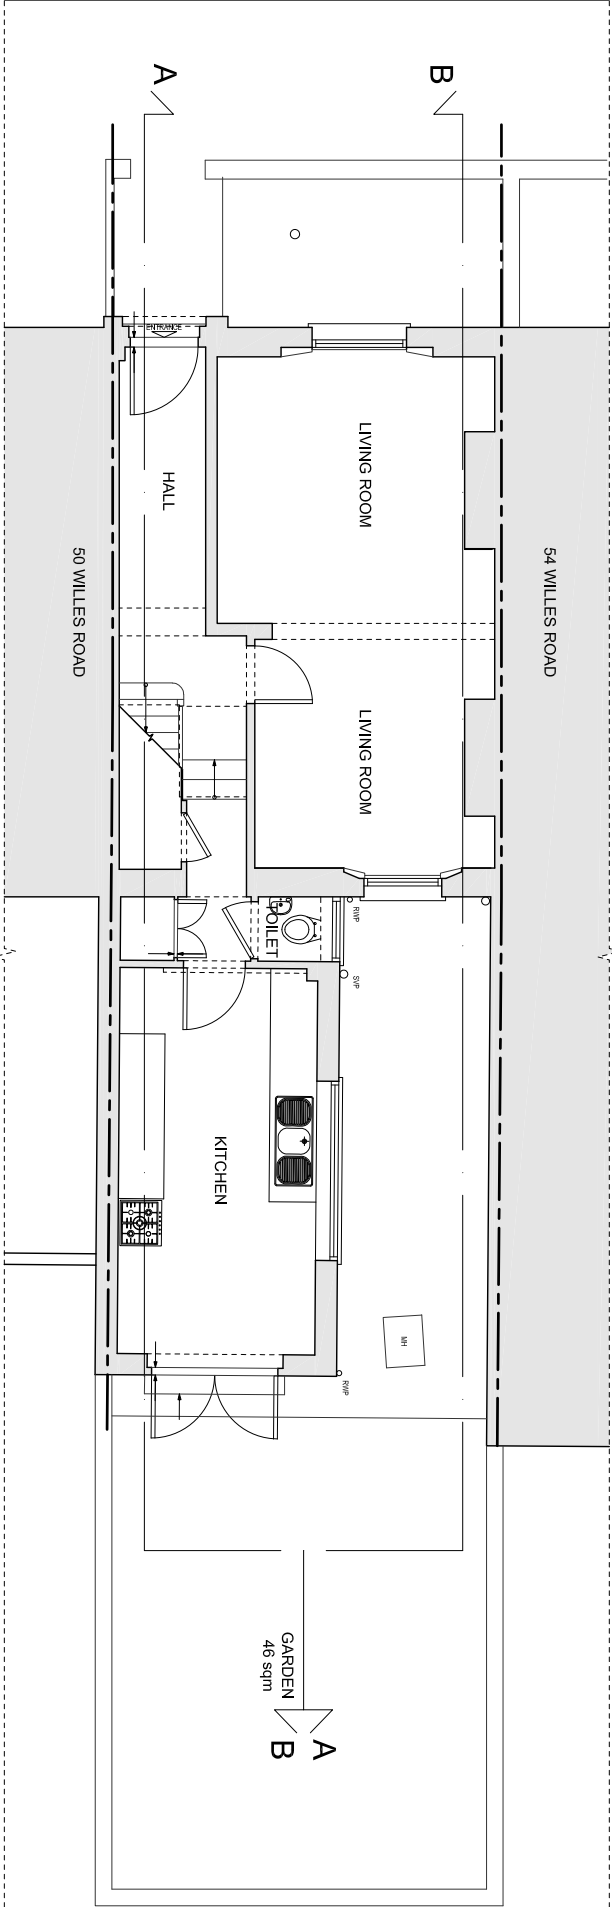 A
B
ENTRANCE
HALL
LIVING ROOM
50 WILLES ROAD
54 WILLES ROAD
LIVING ROOM
TOILET
RWP
SVP
KITCHEN
MH
RWP
GARDEN
46 sqm
A
B